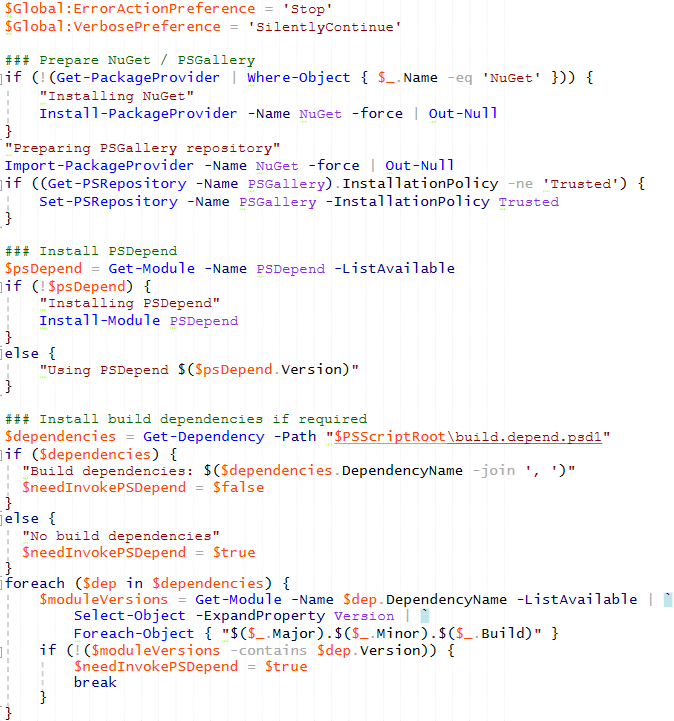 $Global:ErrorActionPreference = 'Stop'
$Global:VerbosePreference = 'SilentlyContinue'

### Prepare NuGet / PSGallery
if (!(Get-PackageProvider | Where-Object { $_.Name -eq 'NuGet' })) {
    "Installing NuGet"
    Install-PackageProvider -Name NuGet -force | Out-Null
}
"Preparing PSGallery repository"
Import-PackageProvider -Name NuGet -force | Out-Null
if ((Get-PSRepository -Name PSGallery).InstallationPolicy -ne 'Trusted') {
    Set-PSRepository -Name PSGallery -InstallationPolicy Trusted
}

### Install PSDepend
$psDepend = Get-Module -Name PSDepend -ListAvailable
if (!$psDepend) {
    "Installing PSDepend"
    Install-Module PSDepend
}
else {
    "Using PSDepend $($psDepend.Version)"
}

### Install build dependencies if required
$dependencies = Get-Dependency -Path "$PSScriptRoot\build.depend.psd1"
if ($dependencies) {
  "Build dependencies: $($dependencies.DependencyName -join ', ')"
  $needInvokePSDepend = $false
}
else {
  "No build dependencies"
  $needInvokePSDepend = $true
}
foreach ($dep in $dependencies) {
    $moduleVersions = Get-Module -Name $dep.DependencyName -ListAvailable | `
        Select-Object -ExpandProperty Version | `
        Foreach-Object { "$($_.Major).$($_.Minor).$($_.Build)" }
    if (!($moduleVersions -contains $dep.Version)) {
        $needInvokePSDepend = $true
        break
    }
}